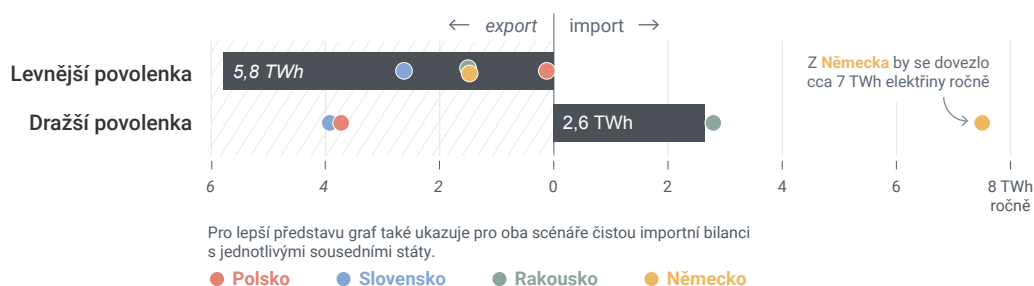 ← export import →
Levnější povolenka
5,8 TWh
Z Německa by se dovezlo
cca 7 TWh elektřiny ročně
Dražší povolenka
2,6 TWh
6 4 2 0 2 4 6 8 TWh
ročně
Pro lepší představu graf také ukazuje pro oba scénáře čistou importní bilanci
s jednotlivými sousedními státy.
Polsko Slovensko Rakousko Německo